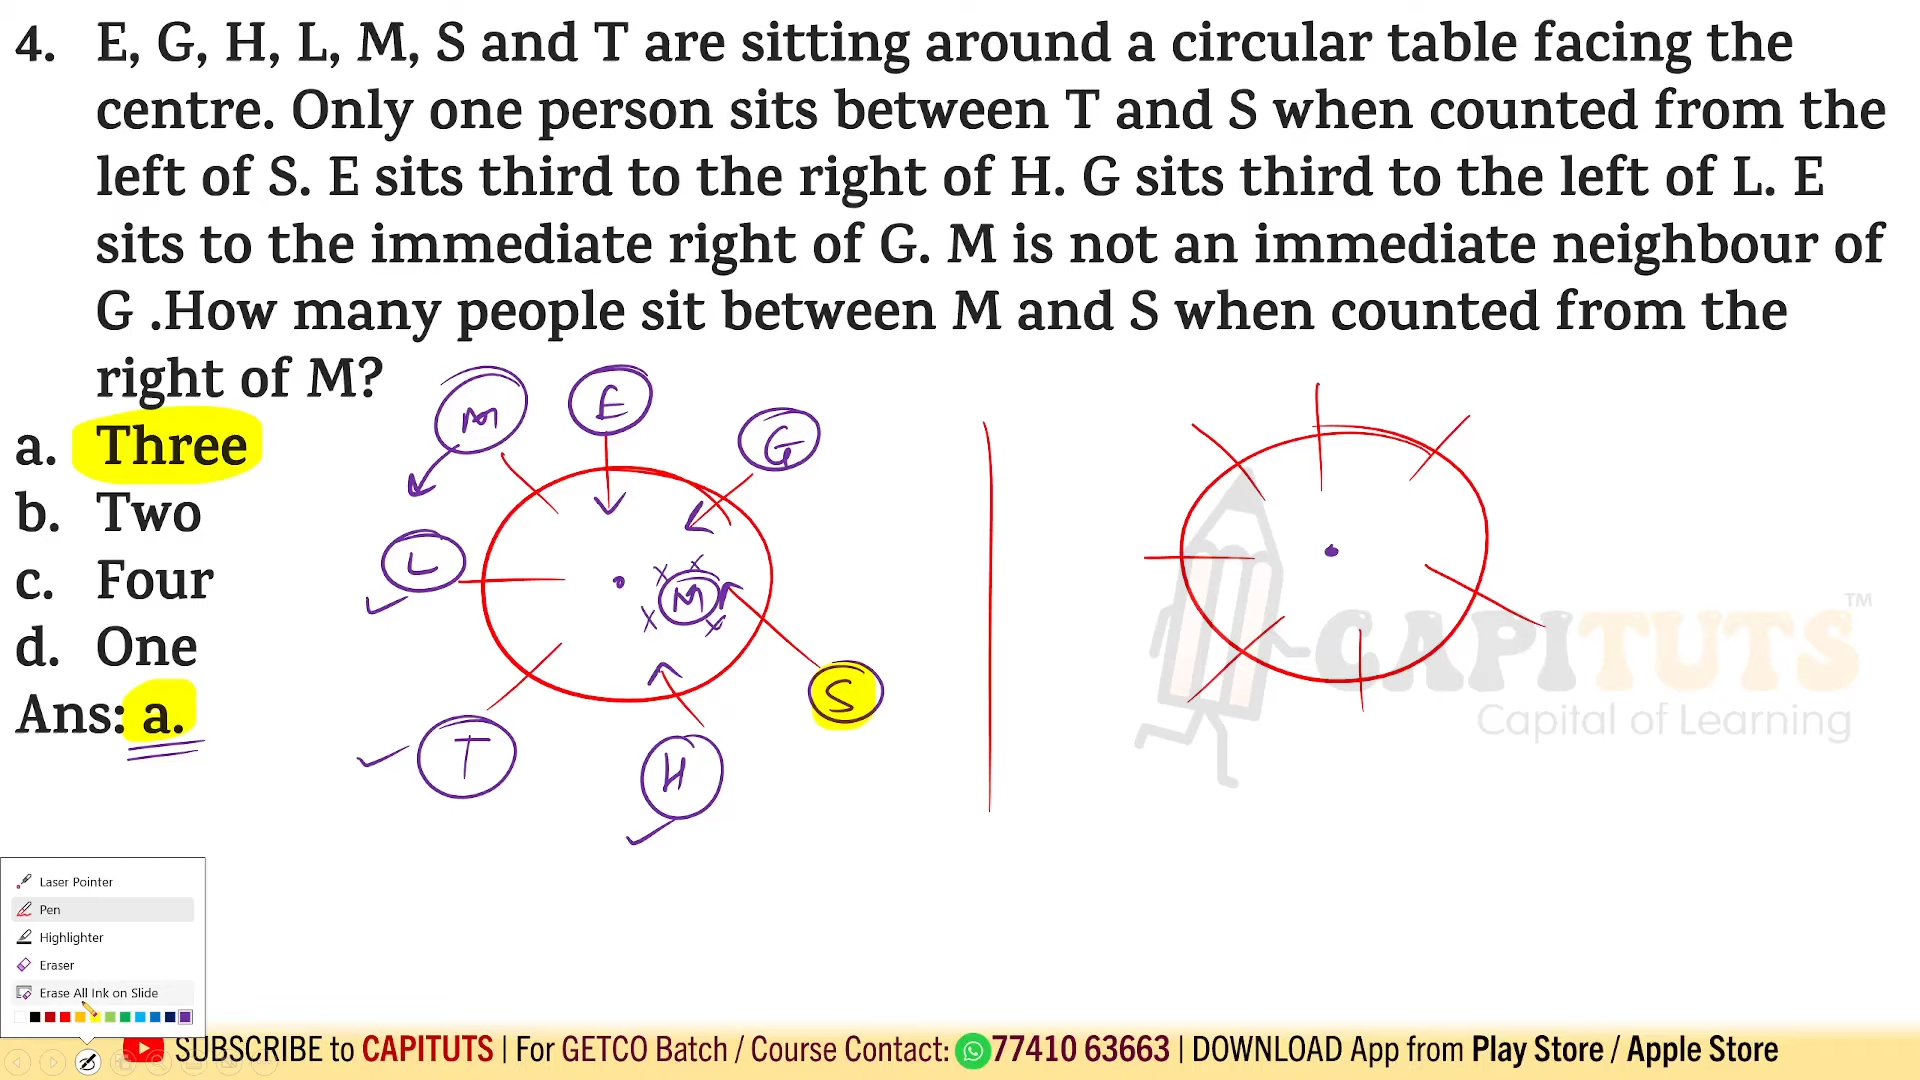 4. E, G, H, L, M, S and T are sitting around a circular table facing the
centre. Only one person sits between T and S when counted from the
left of S. E sits third to the right of H. G sits third to the left of L. E
sits to the immediate right of G. M is not an immediate neighbour of
G .How many people sit between M and S when counted from the
right of M?
a. Three
b. Two
c. Four
d. One
Ans: a.
M
E
G
L
M
S
T
H
CAPITUTS TM
Capital of Learning
Laser Pointer
Pen
Highlighter
Eraser
Erase All Ink on Slide
SUBSCRIBE to CAPITUTS | For GETCO Batch / Course Contact: 77410 63663 | DOWNLOAD App from Play Store / Apple Store